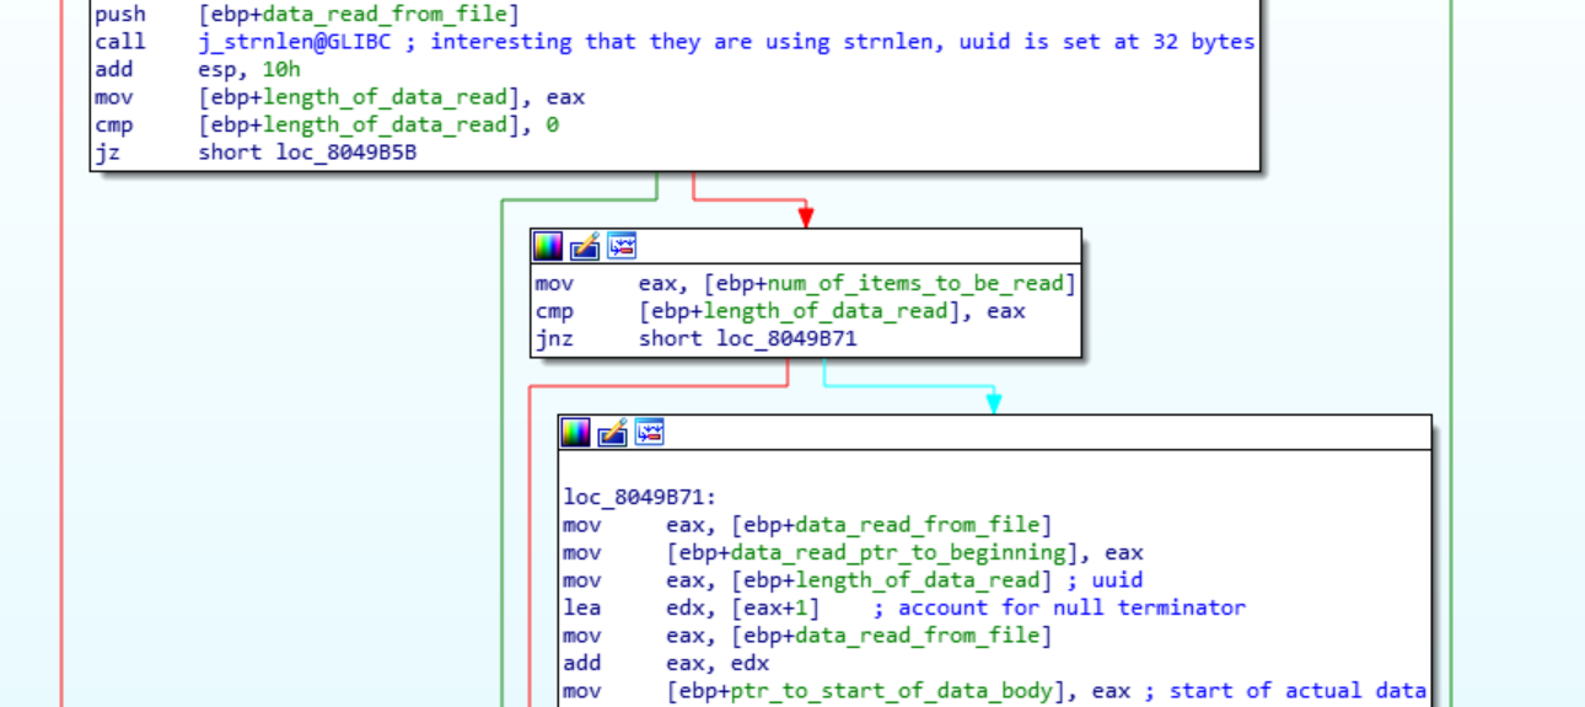 push [ebp+data_read_from_file]
call j_strnlen@GLIBC ; interesting that they are using strnlen, uuid is set at 32 bytes
add esp, 10h
mov [ebp+length_of_data_read], eax
cmp [ebp+length_of_data_read], 0
jz short loc_8049B5B
mov eax, [ebp+num_of_items_to_be_read]
cmp [ebp+length_of_data_read], eax
jnz short loc_8049B71
loc_8049B71:
mov eax, [ebp+data_read_from_file]
mov [ebp+data_read_ptr_to_beginning], eax
mov eax, [ebp+length_of_data_read] ; uuid
lea edx, [eax+1] ; account for null terminator
mov eax, [ebp+data_read_from_file]
add eax, edx
mov [ebp+ptr_to_start_of_data_body], eax ; start of actual data